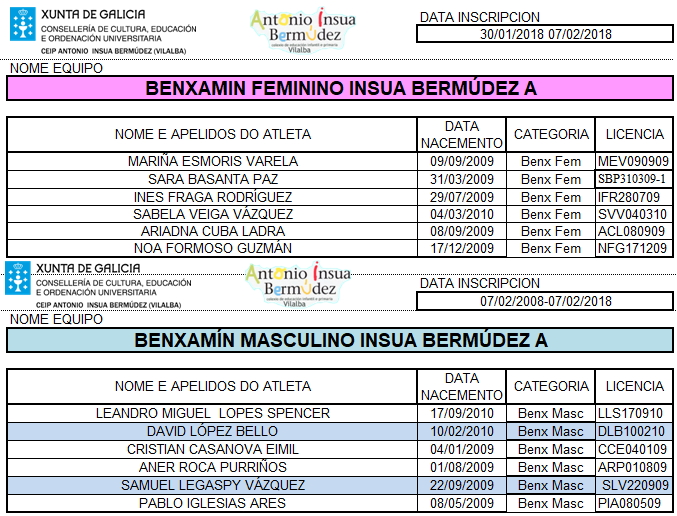 XUNTA DE GALICIA
CONSELLERÍA DE CULTURA, EDUCACIÓN
E ORDENACIÓN UNIVERSITARIA
CEIP ANTONIO INSUA BERMÚDEZ (VILALBA)
Antonio Insua
Bermúdez
colexio de educación infantil e primaria
Vilalba
DATA INSCRIPCION
30/01/2018 07/02/2018
NOME EQUIPO
BENXAMIN FEMININO INSUA BERMÚDEZ A
NOME E APELIDOS DO ATLETA DATA NACEMENTO CATEGORIA LICENCIA
MARIÑA ESMORIS VARELA 09/09/2009 Benx Fem MEV090909
SARA BASANTA PAZ 31/03/2009 Benx Fem SBP310309-1
INES FRAGA RODRÍGUEZ 29/07/2009 Benx Fem IFR280709
SABELA VEIGA VÁZQUEZ 04/03/2010 Benx Fem SVV040310
ARIADNA CUBA LADRA 08/09/2009 Benx Fem ACL080909
NOA FORMOSO GUZMÁN 17/12/2009 Benx Fem NFG171209
XUNTA DE GALICIA
CONSELLERÍA DE CULTURA, EDUCACIÓN
E ORDENACIÓN UNIVERSITARIA
CEIP ANTONIO INSUA BERMÚDEZ (VILALBA)
Antonio Insua
Bermúdez
colexio de educación infantil e primaria
Vilalba
DATA INSCRIPCION
07/02/2008-07/02/2018
NOME EQUIPO
BENXAMÍN MASCULINO INSUA BERMÚDEZ A
NOME E APELIDOS DO ATLETA DATA NACEMENTO CATEGORIA LICENCIA
LEANDRO MIGUEL LOPES SPENCER 17/09/2010 Benx Masc LLS170910
DAVID LÓPEZ BELLO 10/02/2010 Benx Masc DLB100210
CRISTIAN CASANOVA EIMIL 04/01/2009 Benx Masc CCE040109
ANER ROCA PURRIÑOS 01/08/2009 Benx Masc ARP010809
SAMUEL LEGASPY VÁZQUEZ 22/09/2009 Benx Masc SLV220909
PABLO IGLESIAS ARES 08/05/2009 Benx Masc PIA080509